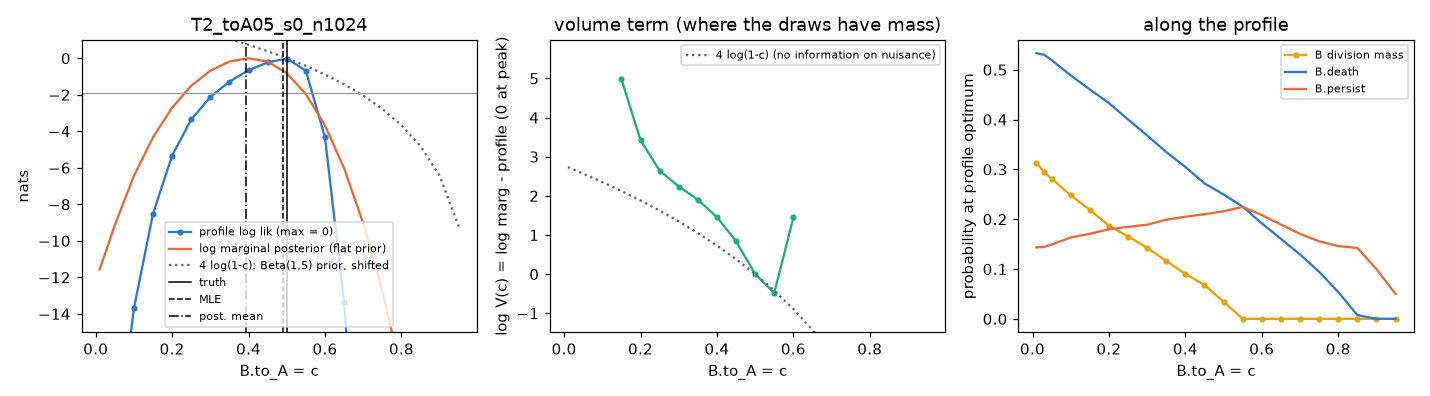 T2_toA05_s0_n1024
nats
0
−2
−4
−6
−8
−10
−12
−14
profile log lik (max = 0)
log marginal posterior (flat prior)
4 log(1-c): Beta(1,5) prior, shifted
truth
MLE
post. mean
0.0 0.2 0.4 0.6 0.8
B.to_A = c
volume term (where the draws have mass)
log V(c) = log marg - profile (0 at peak)
5
4
3
2
1
0
−1
4 log(1-c) (no information on nuisance)
0.0 0.2 0.4 0.6 0.8
B.to_A = c
along the profile
probability at profile optimum
0.5
0.4
0.3
0.2
0.1
0.0
B division mass
B.death
B.persist
0.0 0.2 0.4 0.6 0.8
B.to_A = c